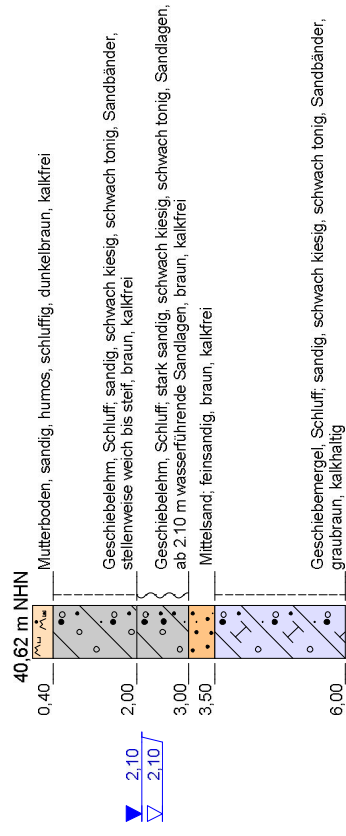 40,62 m NHN
0,40
Mutterboden, sandig, humos, schluffig, dunkelbraun, kalkfrei
2,00
Geschiebelehm, Schluff; sandig, schwach kiesig, schwach tonig, Sandbänder,
stellenweise weich bis steif, braun, kalkfrei
2,10
2,10
3,00
Geschiebelehm, Schluff; stark sandig, schwach kiesig, schwach tonig, Sandlagen,
ab 2.10 m wasserführende Sandlagen, braun, kalkfrei
3,50
Mittelsand; feinsandig, braun, kalkfrei
6,00
Geschiebemergel, Schluff; sandig, schwach kiesig, schwach tonig, Sandbänder,
graubraun, kalkhaltig